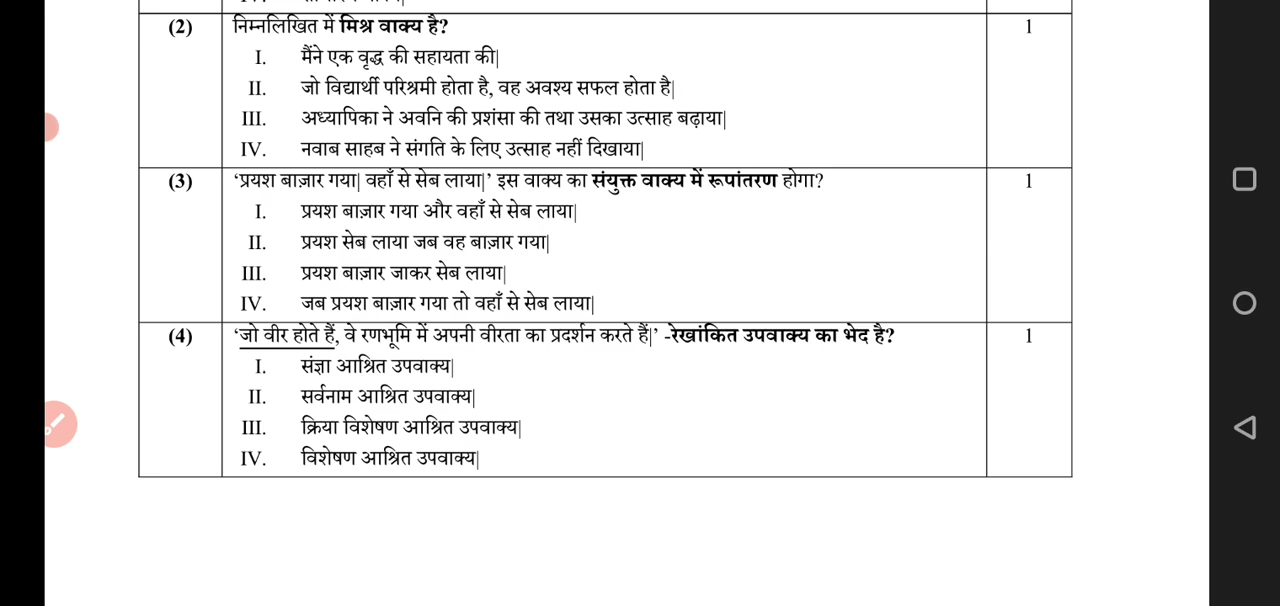 (2) निम्नलिखित में मिश्र वाक्य है? 1
I. मैंने एक वृद्ध की सहायता की|
II. जो विद्यार्थी परिश्रमी होता है, वह अवश्य सफल होता है|
III. अध्यापिका ने अवनि की प्रशंसा की तथा उसका उत्साह बढ़ाया|
IV. नवाब साहब ने संगति के लिए उत्साह नहीं दिखाया|
(3) ‘प्रयश बाज़ार गया| वहाँ से सेब लाया|’ इस वाक्य का संयुक्त वाक्य में रूपांतरण होगा? 1
I. प्रयश बाज़ार गया और वहाँ से सेब लाया|
II. प्रयश सेब लाया जब वह बाज़ार गया|
III. प्रयश बाज़ार जाकर सेब लाया|
IV. जब प्रयश बाज़ार गया तो वहाँ से सेब लाया|
(4) ‘जो वीर होते हैं, वे रणभूमि में अपनी वीरता का प्रदर्शन करते हैं|’ -रेखांकित उपवाक्य का भेद है? 1
I. संज्ञा आश्रित उपवाक्य|
II. सर्वनाम आश्रित उपवाक्य|
III. क्रिया विशेषण आश्रित उपवाक्य|
IV. विशेषण आश्रित उपवाक्य|